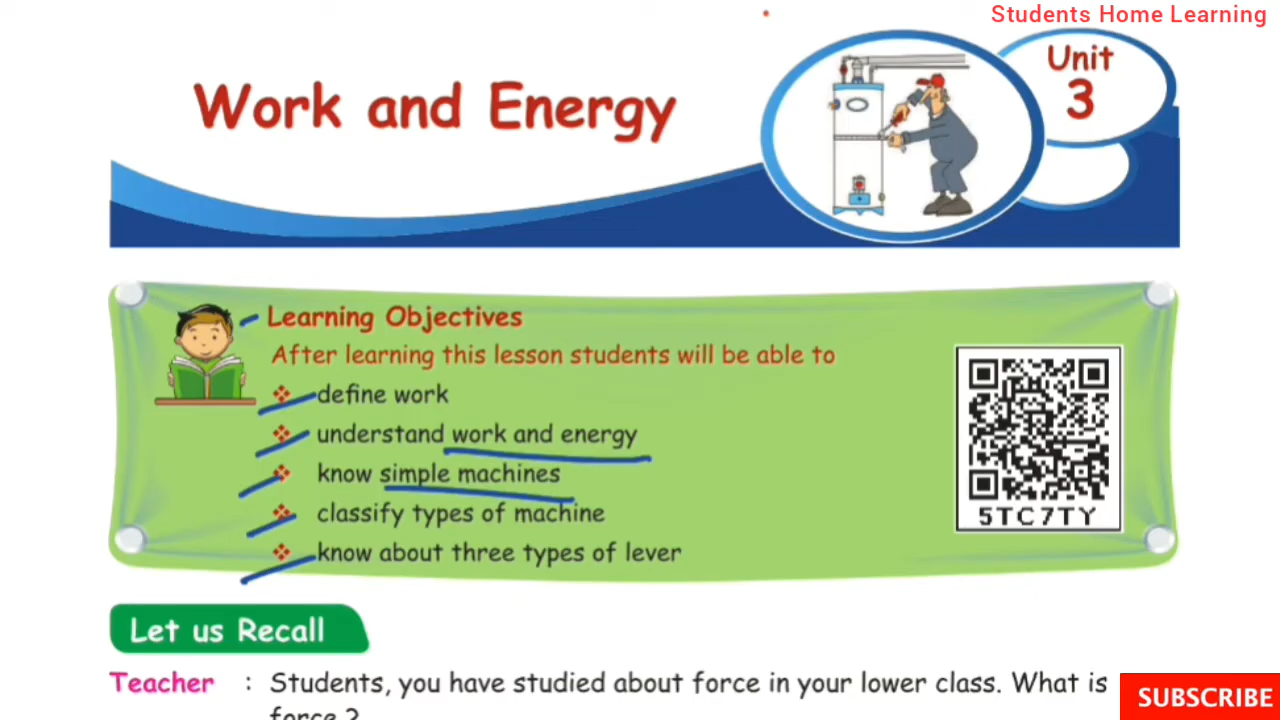 Students Home Learning
Work and Energy
Unit
3
Learning Objectives
After learning this lesson students will be able to
define work
understand work and energy
know simple machines
classify types of machine
know about three types of lever
5TC7TY
Let us Recall
Teacher : Students, you have studied about force in your lower class. What is
force ?
SUBSCRIBE